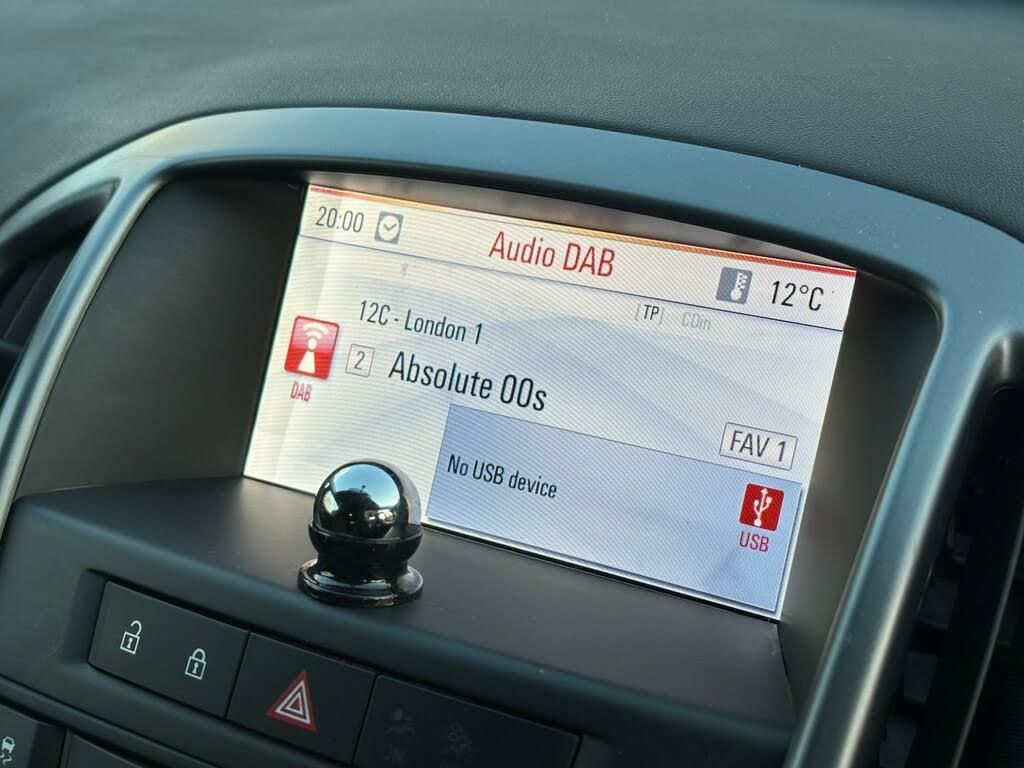 20:00
Audio DAB
12°C
[TP] CDin
12C - London 1
2 Absolute 00s
DAB
FAV 1
No USB device
USB